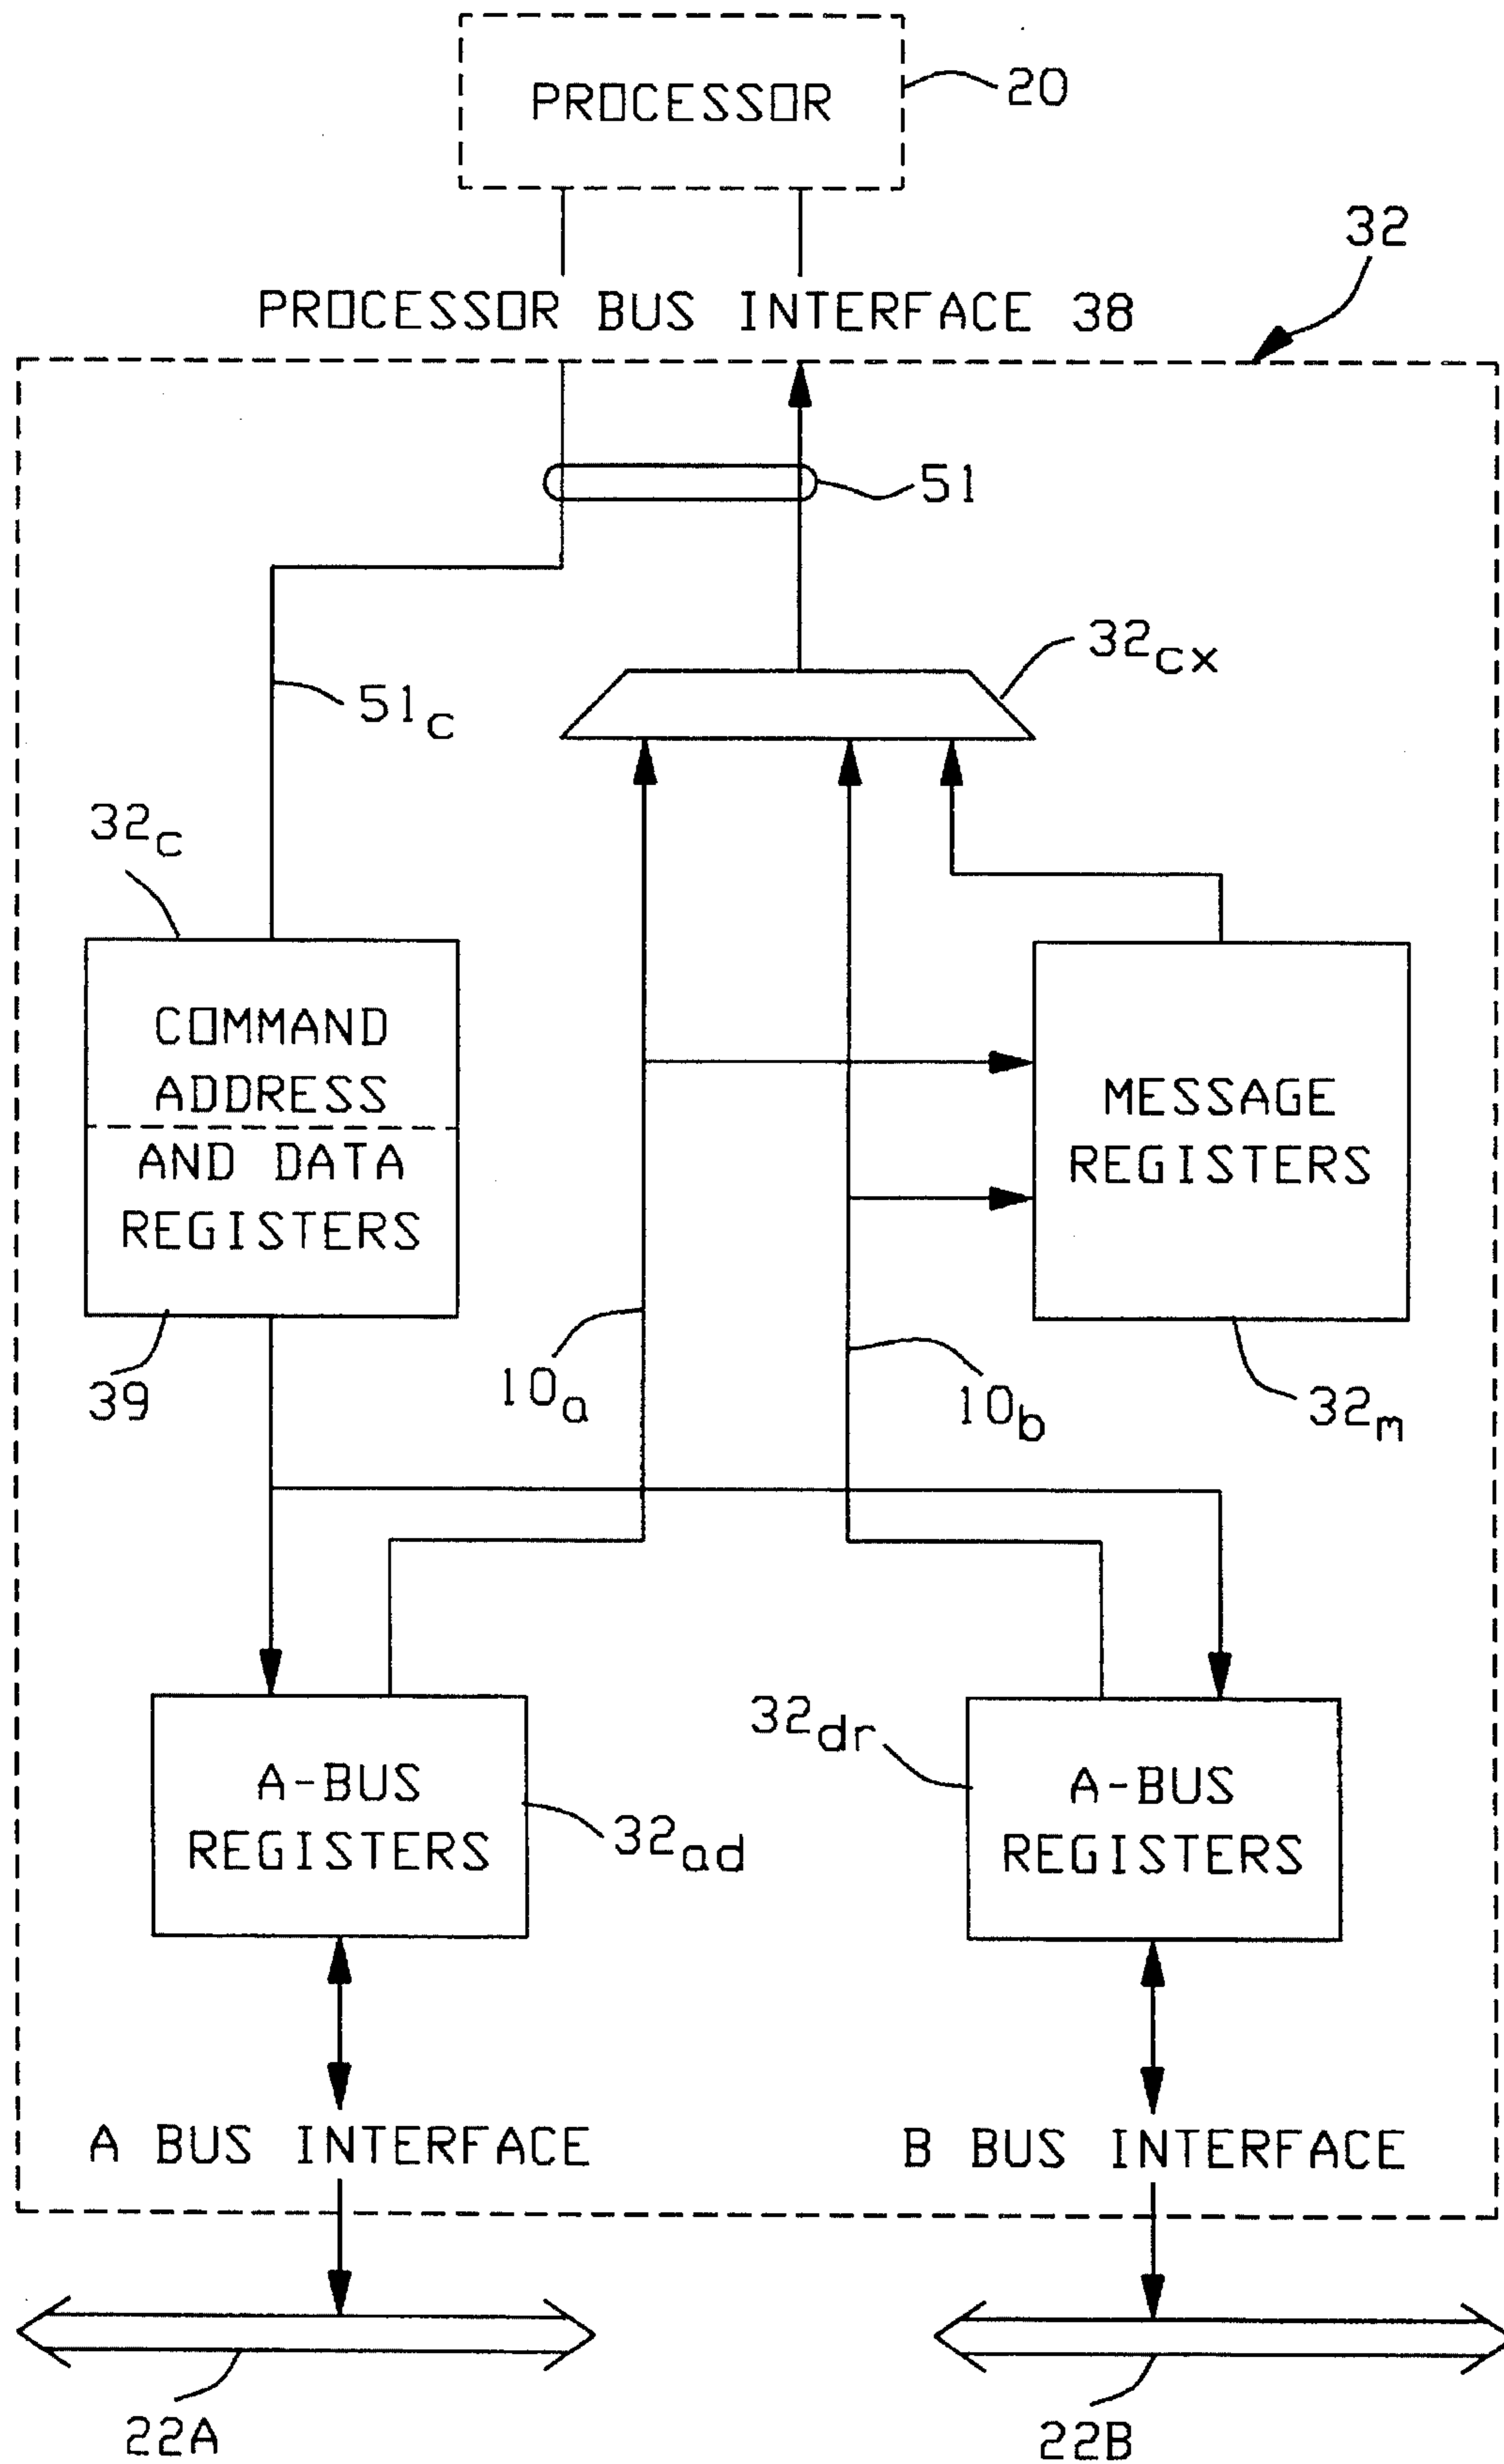 PROCESSOR
20
32
PROCESSOR BUS INTERFACE 38
51
32cx
51c
32c
COMMAND
ADDRESS
AND DATA
REGISTERS
MESSAGE
REGISTERS
39
10a
10b
32m
A-BUS
REGISTERS
32ad
32dr
A-BUS
REGISTERS
A BUS INTERFACE
B BUS INTERFACE
22A
22B